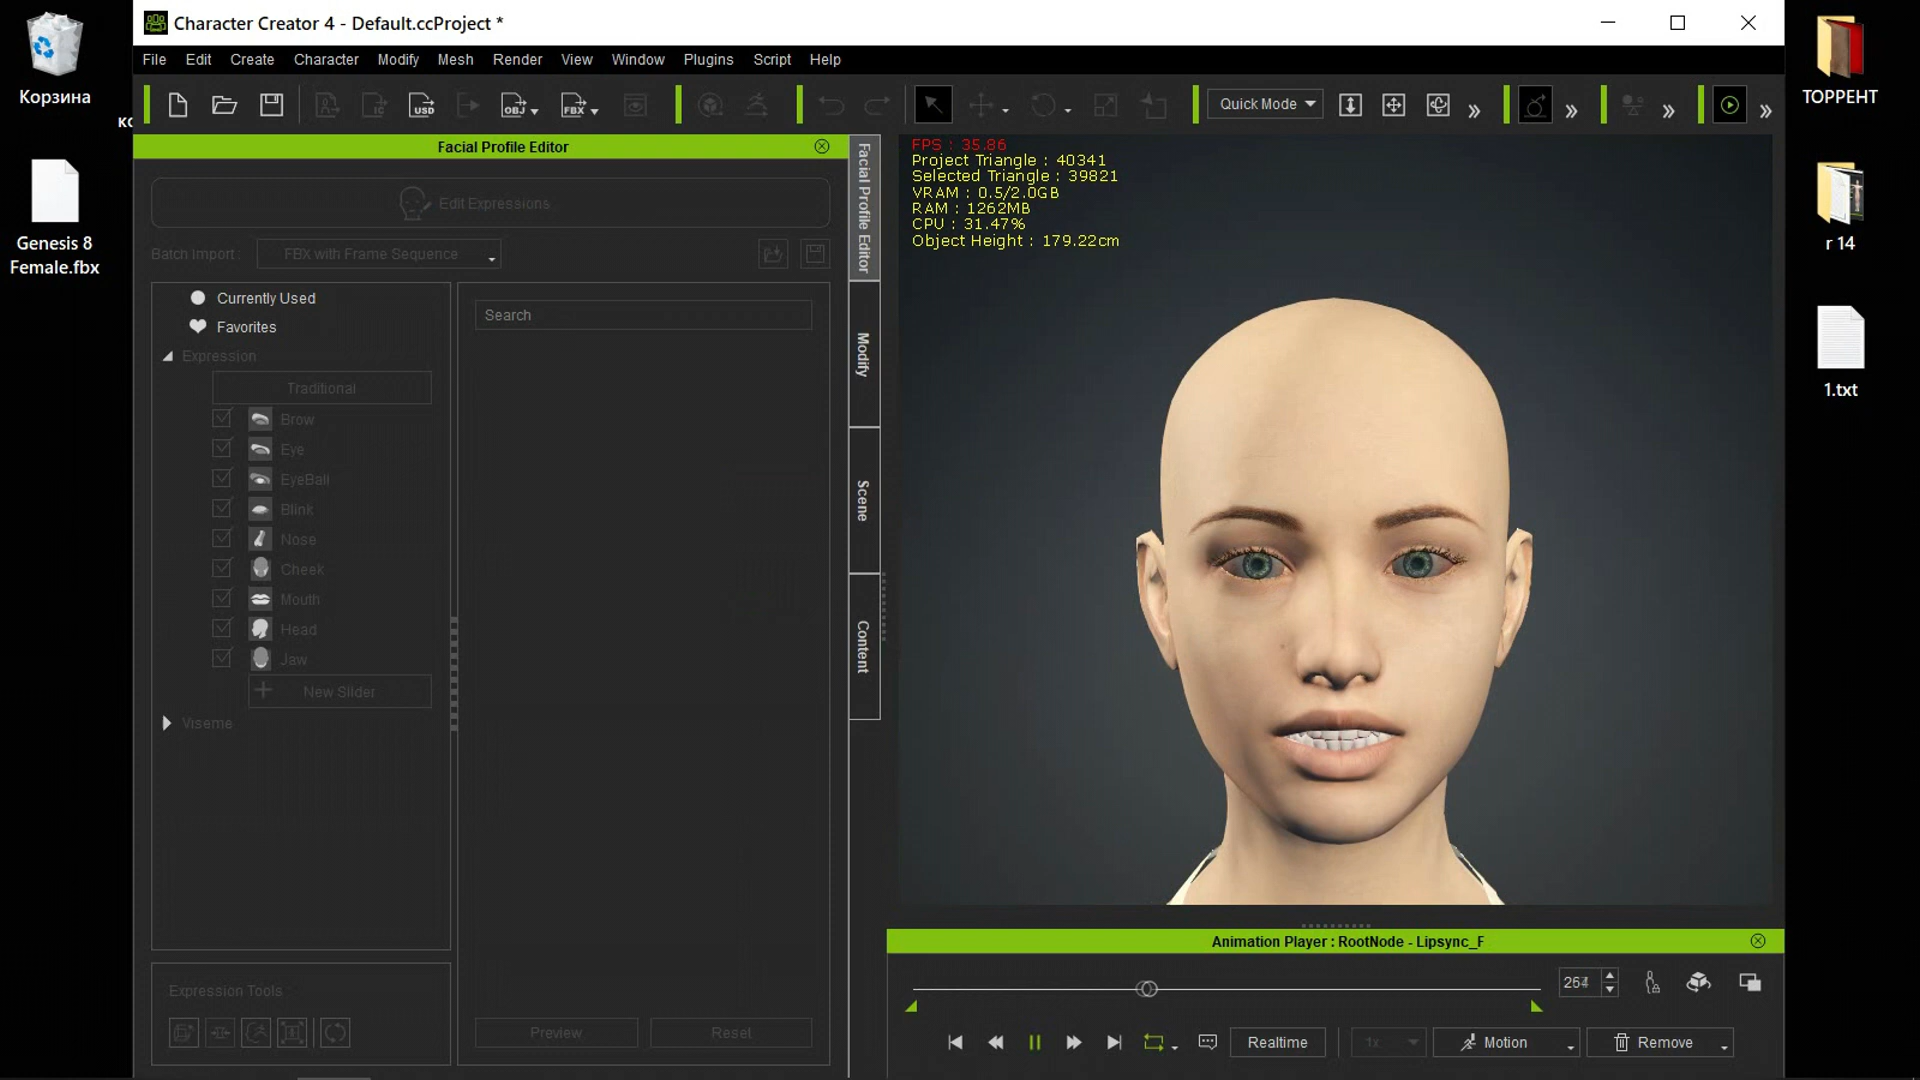 Character Creator 4 - Default.ccProject *
File Edit Create Character Modify Mesh Render View Window Plugins Script Help
USD OBJ FBX Quick Mode
Корзина
Genesis 8
Female.fbx
Facial Profile Editor
Edit Expressions
Batch Import : FBX with Frame Sequence
Currently Used
Favorites
Expression
Traditional
Brow
Eye
EyeBall
Blink
Nose
Cheek
Mouth
Head
Jaw
New Slider
Viseme
Search
Expression Tools
Preview Reset
Facial Profile Editor
Modify
Scene
Content
FPS : 35.86
Project Triangle : 40341
Selected Triangle : 39821
VRAM : 0.5/2.0GB
RAM : 1262MB
CPU : 31.47%
Object Height : 179.22cm
Animation Player : RootNode - Lipsync_F
Realtime 1x Motion Remove
ТОРРЕНТ
r 14
1.txt